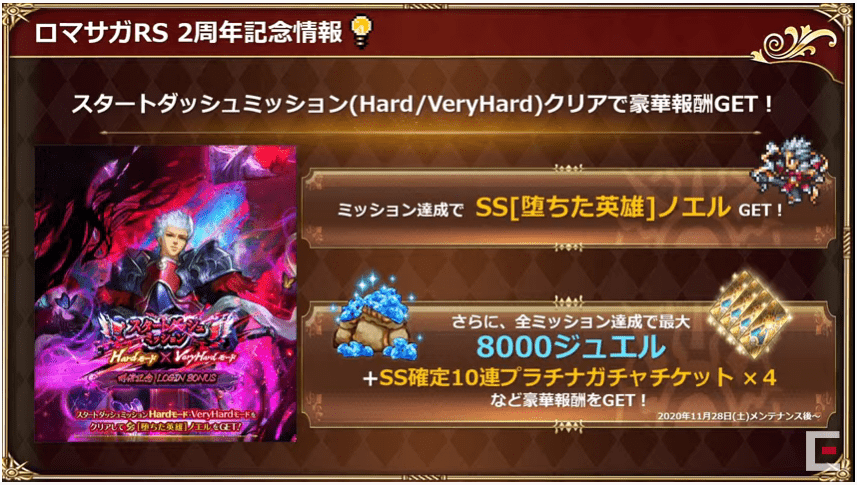 ロマサガRS 2周年記念情報
スタートダッシュミッション(Hard/VeryHard)クリアで豪華報酬GET！
ミッション達成で SS[堕ちた英雄]ノエル GET！
スタートダッシュ
ミッション
Hardモード×VeryHardモード
開催記念 LOGIN BONUS
スタートダッシュミッションHardモード・VeryHardモードを
クリアしてSS[堕ちた英雄]ノエルをGET!
さらに、全ミッション達成で最大
8000ジュエル
＋SS確定10連プラチナガチャチケット ×４
など豪華報酬をGET！
2020年11月28日(土)メンテナンス後～